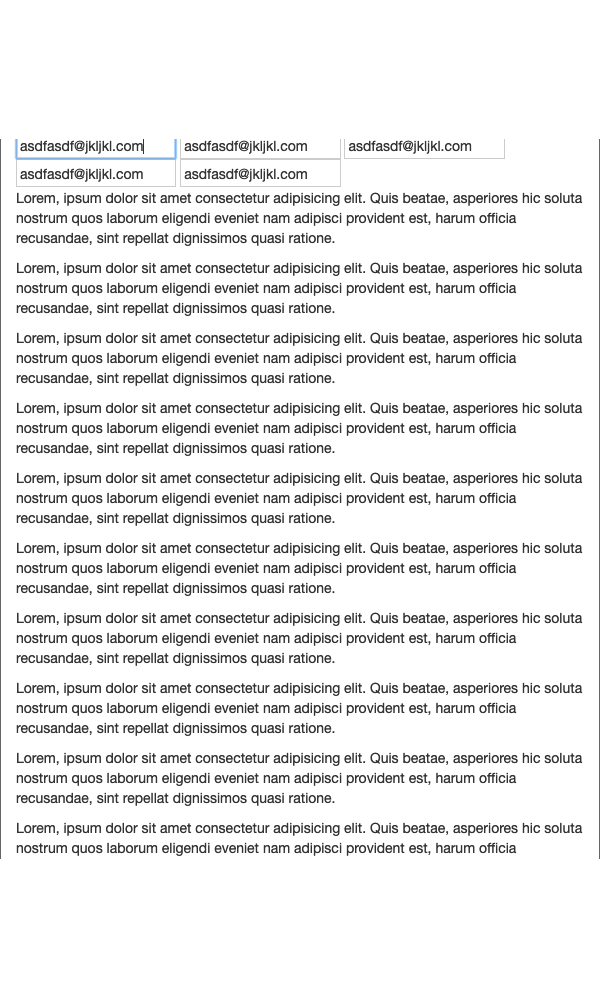 asdfasdf@jkljkl.com asdfasdf@jkljkl.com asdfasdf@jkljkl.com
asdfasdf@jkljkl.com asdfasdf@jkljkl.com
Lorem, ipsum dolor sit amet consectetur adipisicing elit. Quis beatae, asperiores hic soluta
nostrum quos laborum eligendi eveniet nam adipisci provident est, harum officia
recusandae, sint repellat dignissimos quasi ratione.
Lorem, ipsum dolor sit amet consectetur adipisicing elit. Quis beatae, asperiores hic soluta
nostrum quos laborum eligendi eveniet nam adipisci provident est, harum officia
recusandae, sint repellat dignissimos quasi ratione.
Lorem, ipsum dolor sit amet consectetur adipisicing elit. Quis beatae, asperiores hic soluta
nostrum quos laborum eligendi eveniet nam adipisci provident est, harum officia
recusandae, sint repellat dignissimos quasi ratione.
Lorem, ipsum dolor sit amet consectetur adipisicing elit. Quis beatae, asperiores hic soluta
nostrum quos laborum eligendi eveniet nam adipisci provident est, harum officia
recusandae, sint repellat dignissimos quasi ratione.
Lorem, ipsum dolor sit amet consectetur adipisicing elit. Quis beatae, asperiores hic soluta
nostrum quos laborum eligendi eveniet nam adipisci provident est, harum officia
recusandae, sint repellat dignissimos quasi ratione.
Lorem, ipsum dolor sit amet consectetur adipisicing elit. Quis beatae, asperiores hic soluta
nostrum quos laborum eligendi eveniet nam adipisci provident est, harum officia
recusandae, sint repellat dignissimos quasi ratione.
Lorem, ipsum dolor sit amet consectetur adipisicing elit. Quis beatae, asperiores hic soluta
nostrum quos laborum eligendi eveniet nam adipisci provident est, harum officia
recusandae, sint repellat dignissimos quasi ratione.
Lorem, ipsum dolor sit amet consectetur adipisicing elit. Quis beatae, asperiores hic soluta
nostrum quos laborum eligendi eveniet nam adipisci provident est, harum officia
recusandae, sint repellat dignissimos quasi ratione.
Lorem, ipsum dolor sit amet consectetur adipisicing elit. Quis beatae, asperiores hic soluta
nostrum quos laborum eligendi eveniet nam adipisci provident est, harum officia
recusandae, sint repellat dignissimos quasi ratione.
Lorem, ipsum dolor sit amet consectetur adipisicing elit. Quis beatae, asperiores hic soluta
nostrum quos laborum eligendi eveniet nam adipisci provident est, harum officia